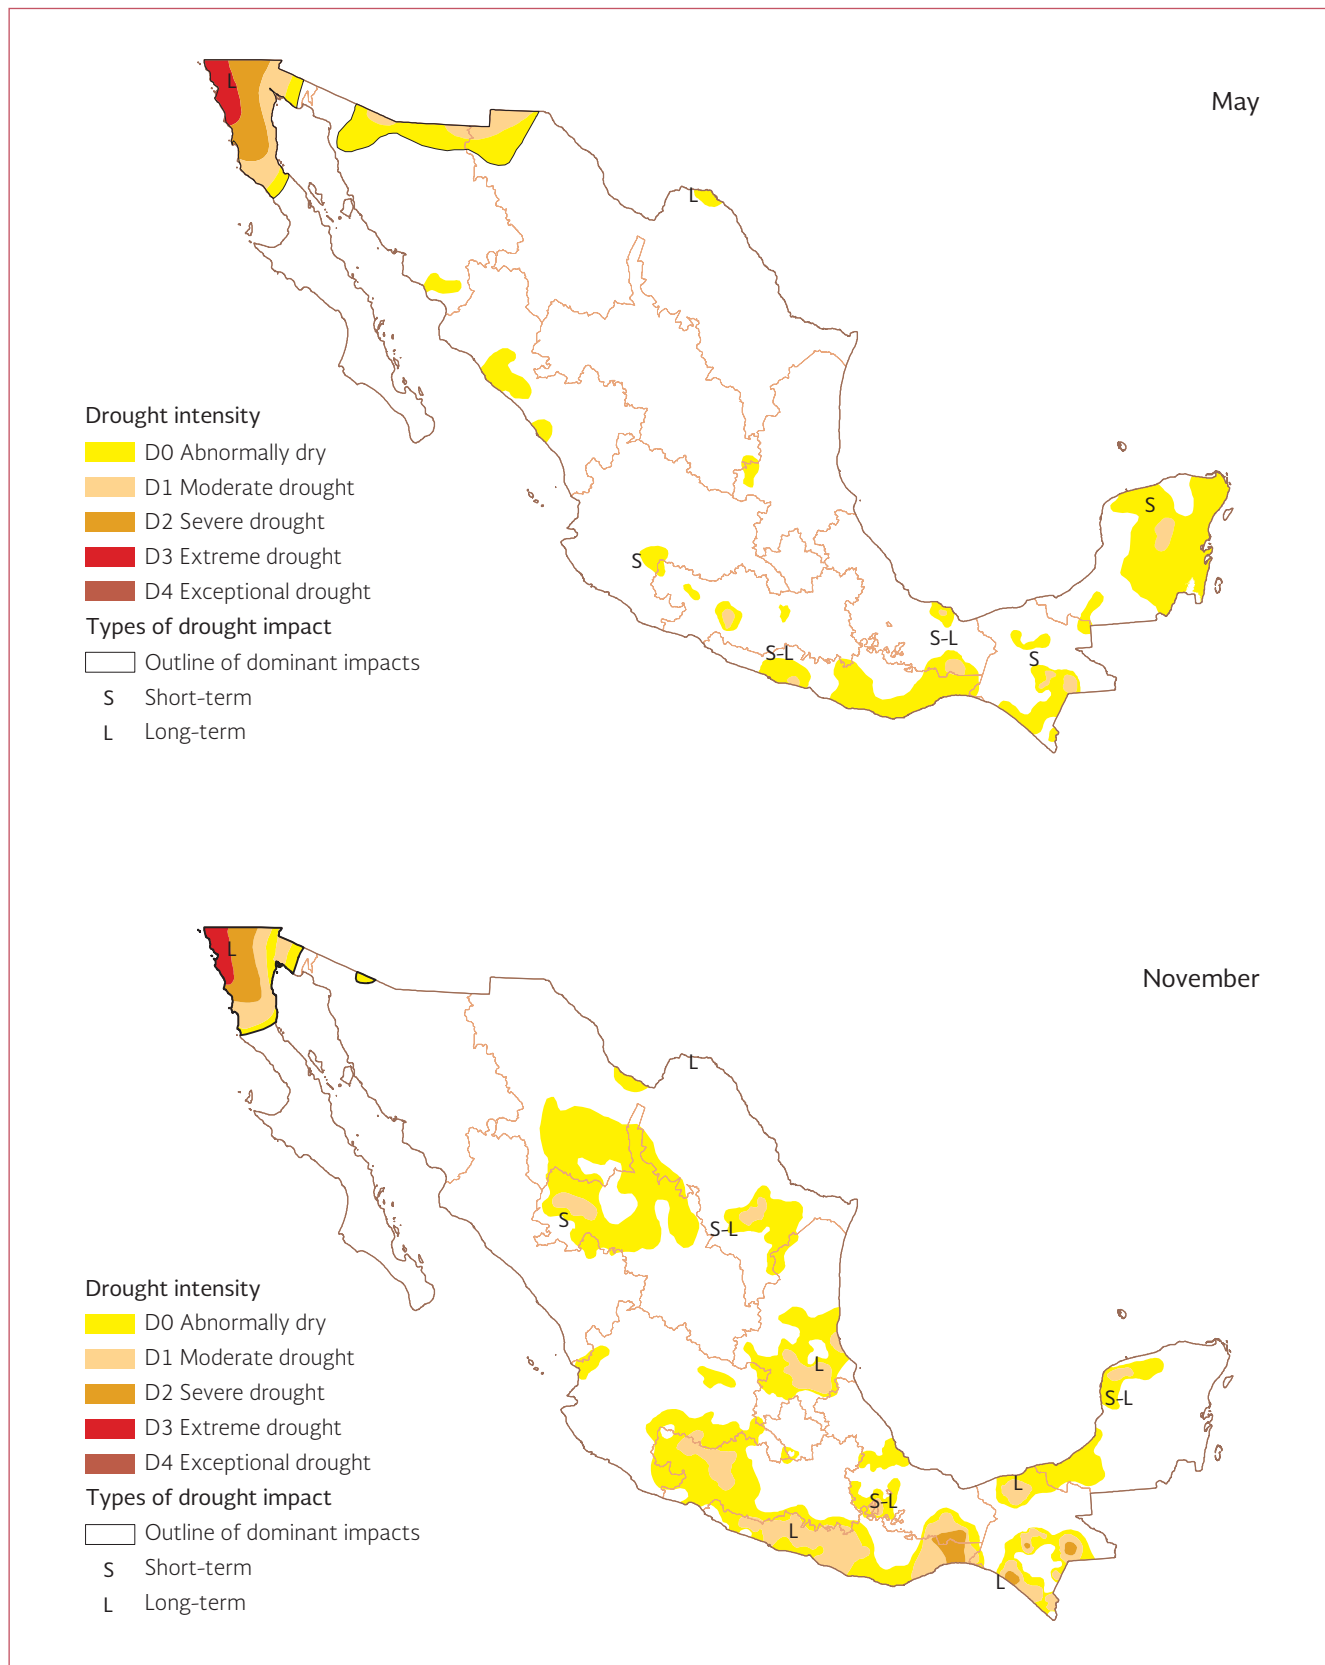 May
L
L
S
S
S-L
S-L
S
Drought intensity
D0 Abnormally dry
D1 Moderate drought
D2 Severe drought
D3 Extreme drought
D4 Exceptional drought
Types of drought impact
Outline of dominant impacts
S Short-term
L Long-term
November
L
L
S
S-L
L
S-L
L
S-L
L
L
Drought intensity
D0 Abnormally dry
D1 Moderate drought
D2 Severe drought
D3 Extreme drought
D4 Exceptional drought
Types of drought impact
Outline of dominant impacts
S Short-term
L Long-term